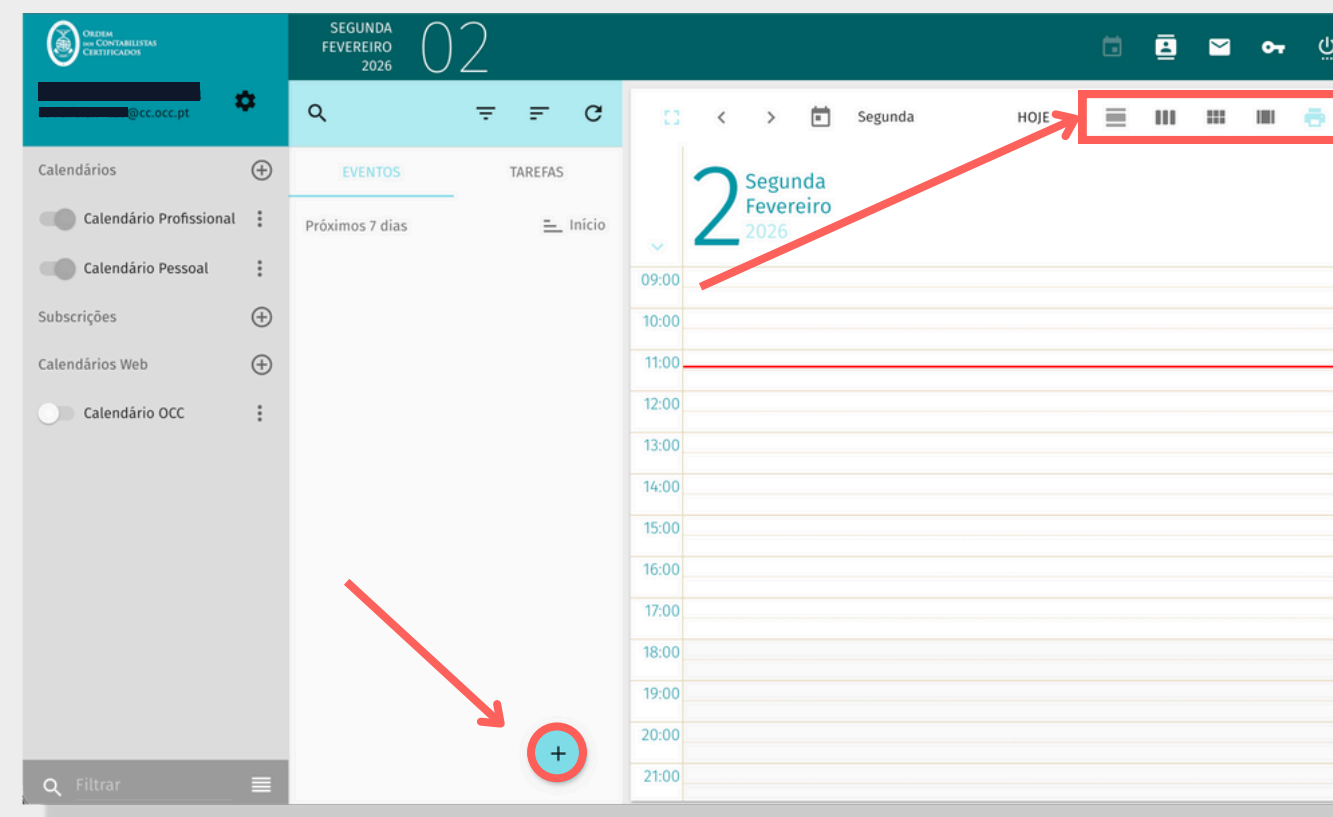 ORDEM
DOS CONTABILISTAS
CERTIFICADOS
@cc.occ.pt
SEGUNDA
FEVEREIRO
2026
02
Calendários
Calendário Profissional
Calendário Pessoal
Subscrições
Calendários Web
Calendário OCC
Filtrar
EVENTOS
TAREFAS
Próximos 7 dias
Início
Segunda
HOJE
2
Segunda
Fevereiro
2026
09:00
10:00
11:00
12:00
13:00
14:00
15:00
16:00
17:00
18:00
19:00
20:00
21:00